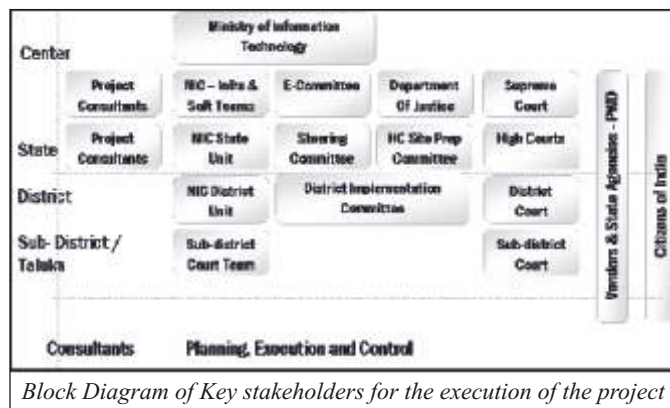 Ministry of Information
Technology
Center
Project
Consultants
NIC – Infra &
Soft Teams
E-Committee
Department
Of Justice
Supreme
Court
State
Project
Consultants
NIC State
Unit
Steering
Committee
HC Site Prep
Committee
High Courts
District
NIC District
Unit
District Implementation
Committee
District
Court
Sub- District /
Taluka
Sub-district
Court Team
Sub-district
Court
Vendors & State Agencies - PWD
Citizens of India
Consultants
Planning, Execution and Control
Block Diagram of Key stakeholders for the execution of the project